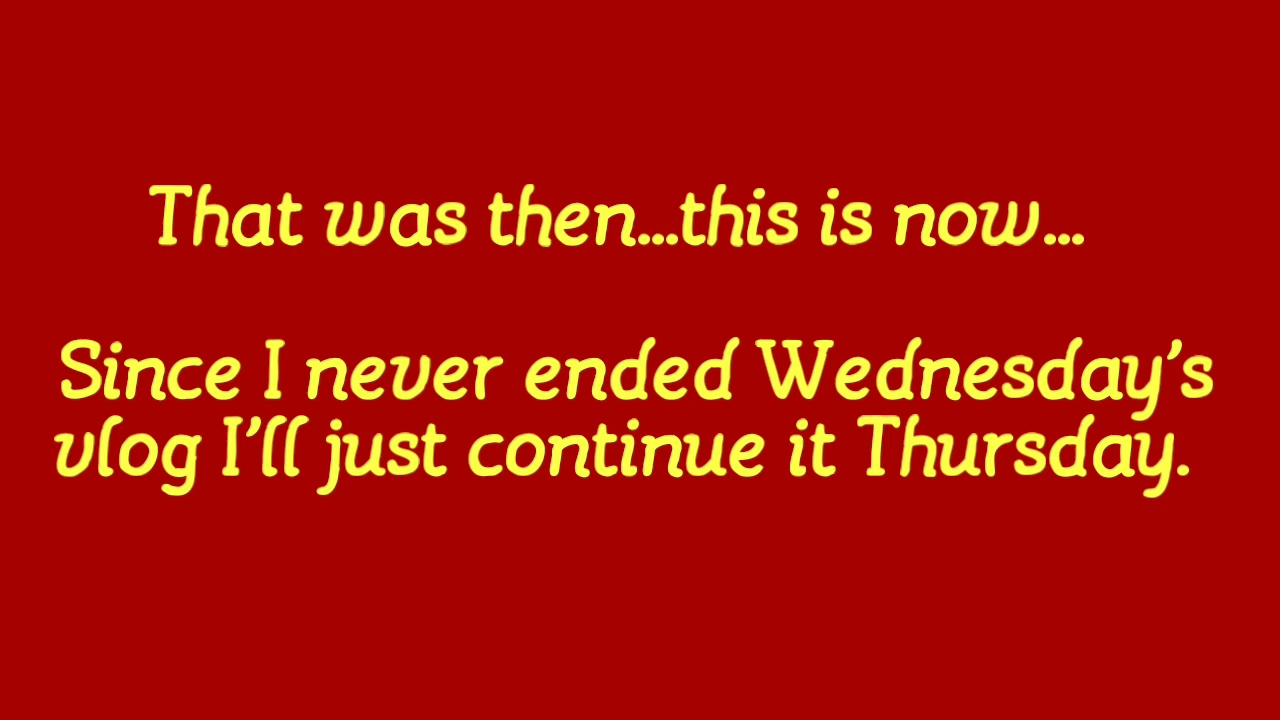 That was then...this is now...
Since I never ended Wednesday's
vlog I'll just continue it Thursday.